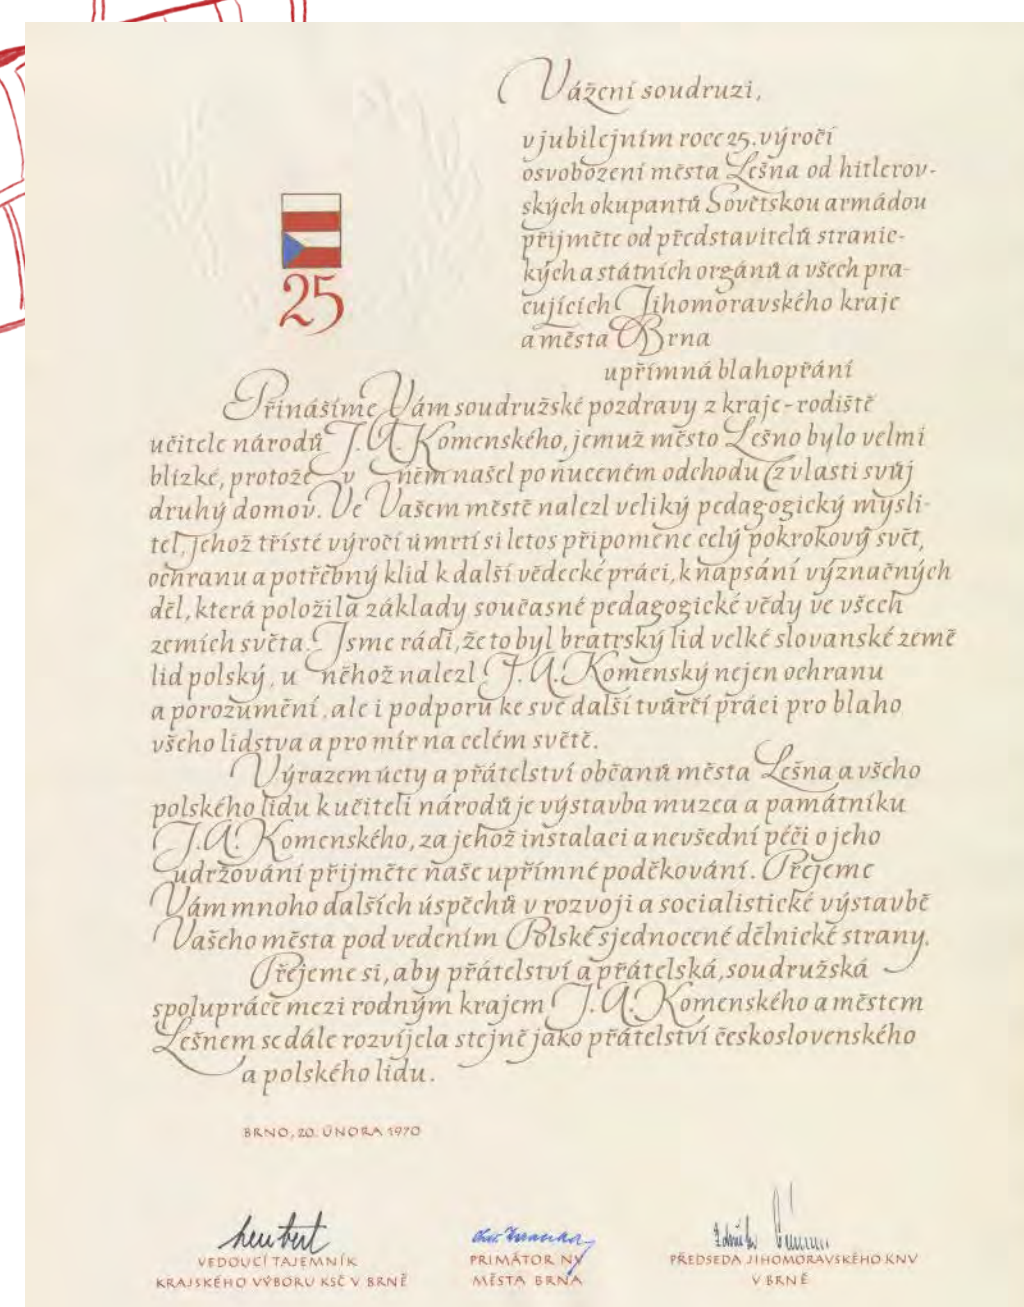 Vážení soudruzi,
v jubilejním roce 25. výročí
osvobození města Lešna od hitlerov-
ských okupantů Sovětskou armádou
přijměte od představitelů stranic-
kých a státních orgánů a všech pra-
cujících Jihomoravského kraje
a města Brna
upřímná blahopřání
25
Přinášíme Vám soudružské pozdravy z kraje-rodiště
učitele národů J. A. Komenského, jemuž město Lešno bylo velmi
blízké, protože v něm našel po nuceném odchodu z vlasti svůj
druhý domov. Ve Vašem městě nalezl veliký pedagogický mysli-
tel, jehož třísté výročí úmrtí si letos připomene celý pokrokový svět,
ochranu a potřebný klid k další vědecké práci, k napsání význačných
děl, která položila základy současné pedagogické vědy ve všech
zemích světa. Jsme rádi, že to byl bratrský lid velké slovanské země
lid polský, u něhož nalezl J. A. Komenský nejen ochranu
a porozumění, ale i podporu ke své další tvůrčí práci pro blaho
všeho lidstva a pro mír na celém světě.
Výrazem úcty a přátelství občanů města Lešna a všeho
polského lidu k učiteli národů je výstavba muzea a památníku
J. A. Komenského, za jehož instalaci a nevšední péči o jeho
udržování přijměte naše upřímné poděkování. Přejeme
Vám mnoho dalších úspěchů v rozvoji a socialistické výstavbě
Vašeho města pod vedením Polské sjednocené dělnické strany.
Přejeme si, aby přátelství a přátelská, soudružská
spolupráce mezi rodným krajem J. A. Komenského a městem
Lešnem se dále rozvíjela stejně jako přátelství československého
a polského lidu.
BRNO, 20. ÚNORA 1970
VEDOUCÍ TAJEMNÍK
KRAJSKÉHO VÝBORU KSČ V BRNĚ
PRIMÁTOR NV
MĚSTA BRNA
PŘEDSEDA JIHOMORAVSKÉHO KNV
V BRNĚ